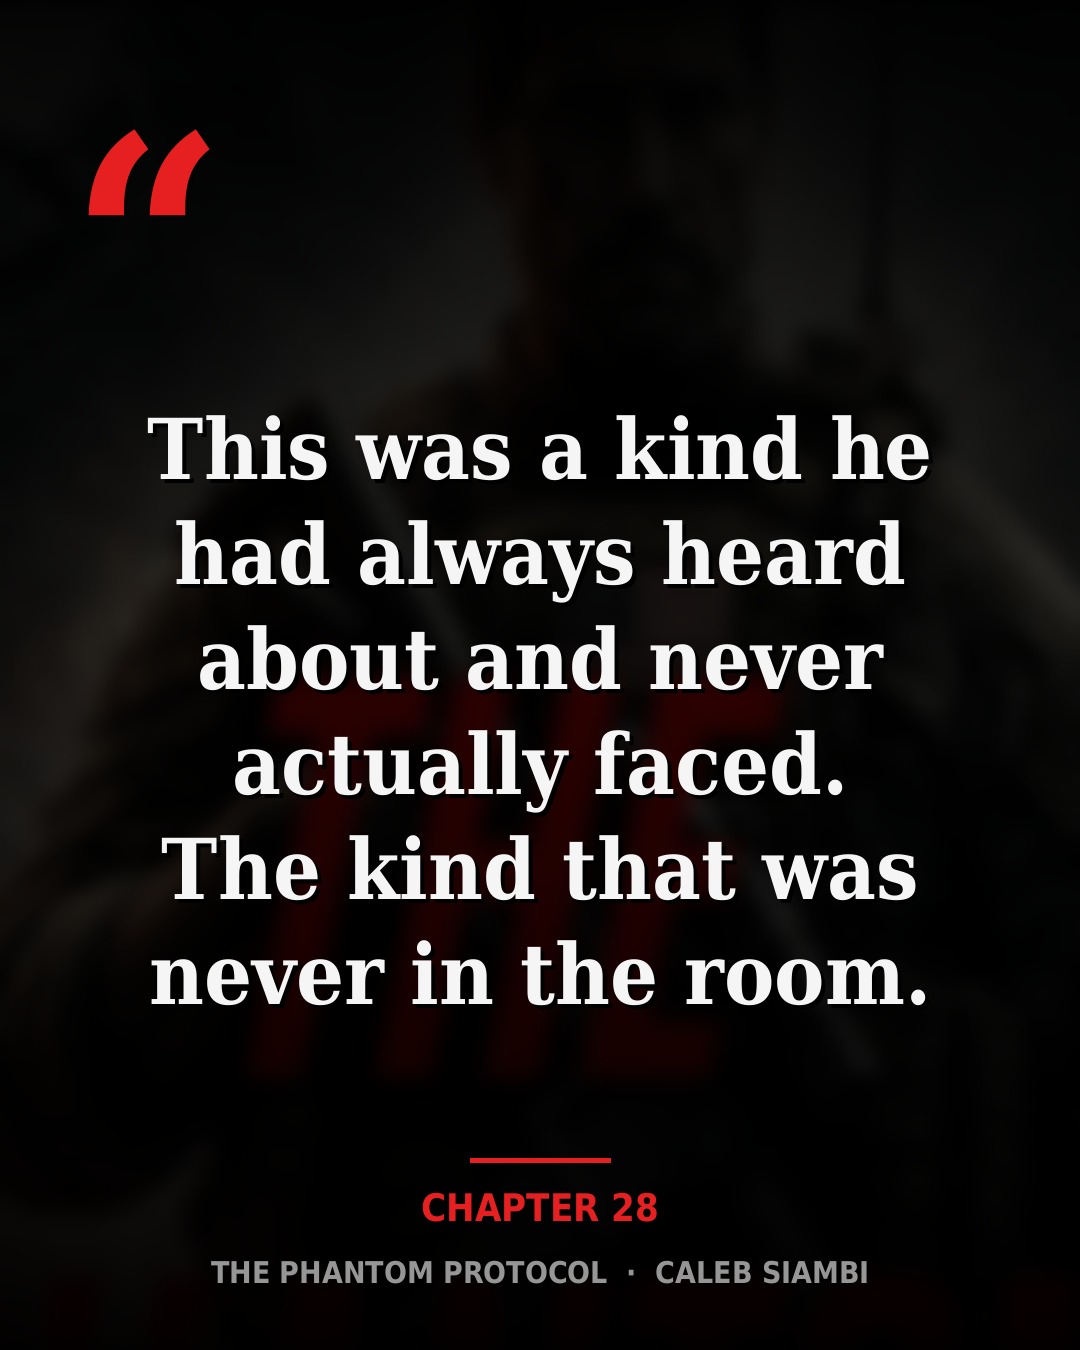 “
This was a kind he
had always heard
about and never
actually faced.
The kind that was
never in the room.
THE
CHAPTER 28
THE PHANTOM PROTOCOL · CALEB SIAMBI